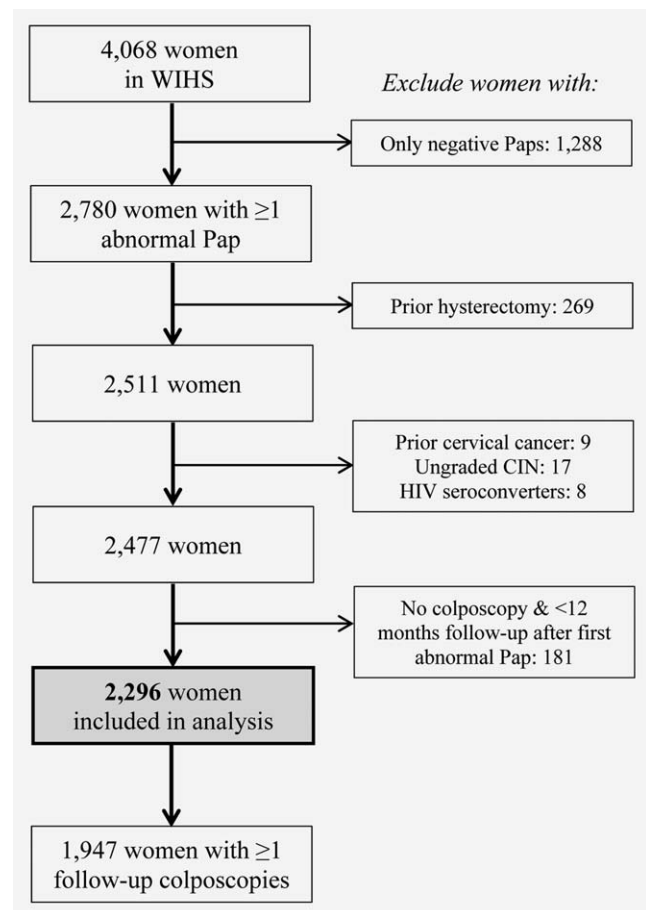 4,068 women
in WIHS
Exclude women with:
Only negative Paps: 1,288
2,780 women with ≥1
abnormal Pap
Prior hysterectomy: 269
2,511 women
Prior cervical cancer: 9
Ungraded CIN: 17
HIV seroconverters: 8
2,477 women
No colposcopy & <12
months follow-up after first
abnormal Pap: 181
2,296 women
included in analysis
1,947 women with ≥1
follow-up colposcopies